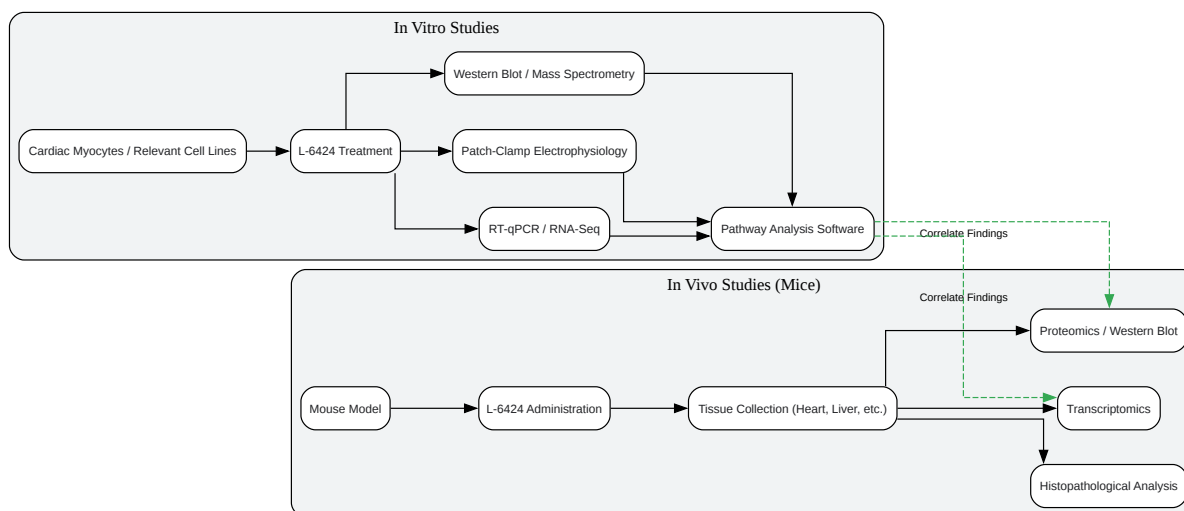 In Vitro Studies
Western Blot / Mass Spectrometry
Cardiac Myocytes / Relevant Cell Lines
L-6424 Treatment
Patch-Clamp Electrophysiology
RT-qPCR / RNA-Seq
Pathway Analysis Software
Correlate Findings
In Vivo Studies (Mice)
Correlate Findings
Proteomics / Western Blot
Mouse Model
L-6424 Administration
Tissue Collection (Heart, Liver, etc.)
Transcriptomics
Histopathological Analysis